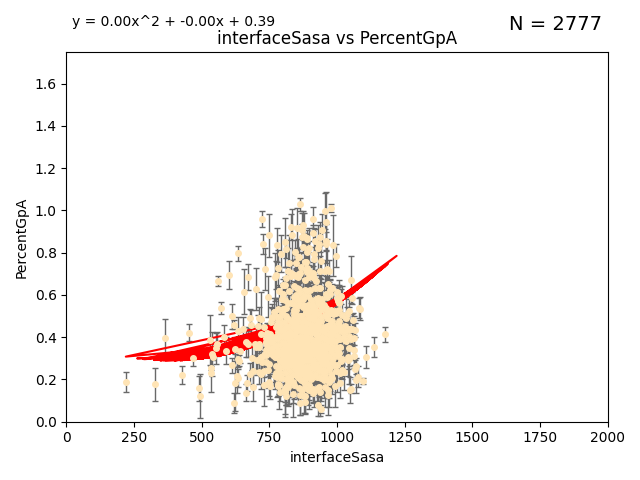 y = 0.00x^2 + -0.00x + 0.39
N = 2777
interfaceSasa vs PercentGpA
PercentGpA
1.6
1.4
1.2
1.0
0.8
0.6
0.4
0.2
0.0
0 250 500 750 1000 1250 1500 1750 2000
interfaceSasa